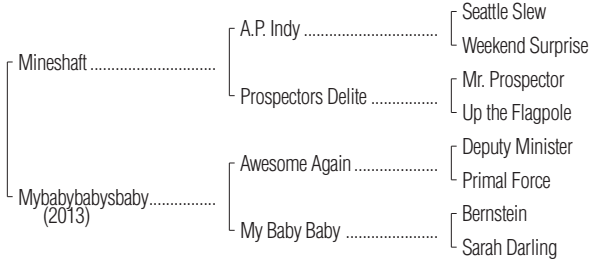 Seattle Slew
A.P. Indy ................................
Weekend Surprise
Mineshaft ..............................
Mr. Prospector
Prospectors Delite ................
Up the Flagpole
Deputy Minister
Awesome Again ....................
Primal Force
Mybabybabysbaby................
(2013)
Bernstein
My Baby Baby ......................
Sarah Darling